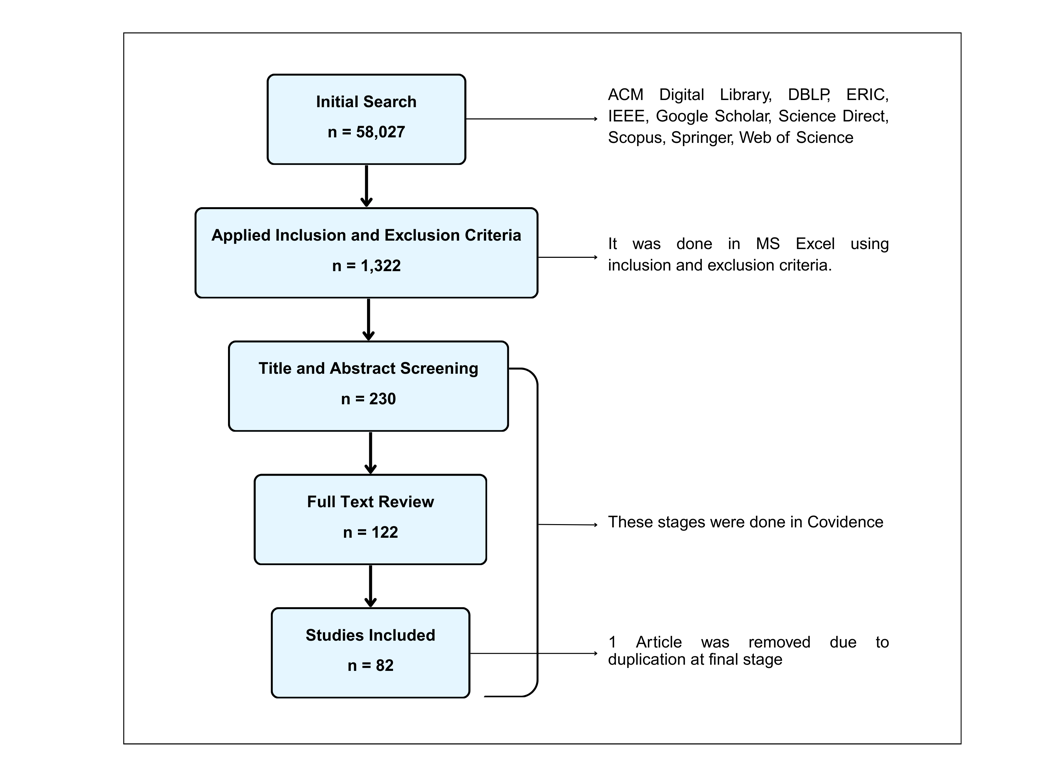 Initial Search
n = 58,027
ACM Digital Library, DBLP, ERIC,
IEEE, Google Scholar, Science Direct,
Scopus, Springer, Web of Science
Applied Inclusion and Exclusion Criteria
n = 1,322
It was done in MS Excel using
inclusion and exclusion criteria.
Title and Abstract Screening
n = 230
Full Text Review
n = 122
These stages were done in Covidence
Studies Included
n = 82
1 Article was removed due to
duplication at final stage